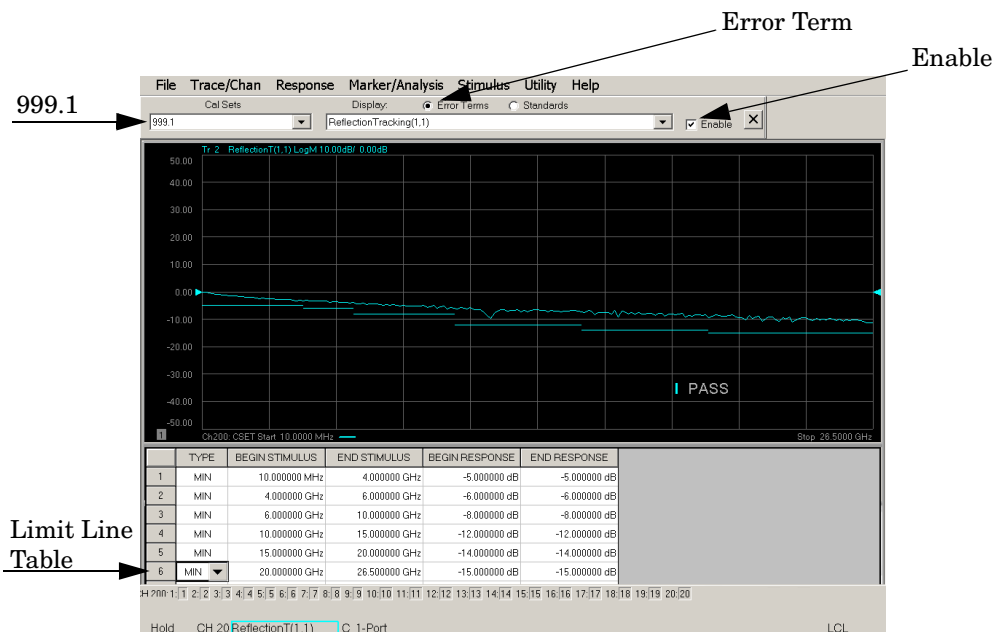 Error Term
Enable
999.1
File Trace/Chan Response Marker/Analysis Stimulus Utility Help
Cal Sets Display: Error Terms Standards
999.1 ReflectionTracking(1,1) Enable X
Tr 2 ReflectionT(1,1) LogM 10.00dB/ 0.00dB
50.00
40.00
30.00
20.00
10.00
0.00
-10.00
-20.00
-30.00
PASS
-40.00
-50.00
1 Ch200: CSET Start 10.0000 MHz Stop 26.5000 GHz
TYPE BEGIN STIMULUS END STIMULUS BEGIN RESPONSE END RESPONSE
1 MIN 10.000000 MHz 4.000000 GHz -5.000000 dB -5.000000 dB
2 MIN 4.000000 GHz 6.000000 GHz -6.000000 dB -6.000000 dB
3 MIN 6.000000 GHz 10.000000 GHz -8.000000 dB -8.000000 dB
4 MIN 10.000000 GHz 15.000000 GHz -12.000000 dB -12.000000 dB
5 MIN 15.000000 GHz 20.000000 GHz -14.000000 dB -14.000000 dB
6 MIN 20.000000 GHz 26.500000 GHz -15.000000 dB -15.000000 dB
Limit Line
Table
CH 200: 1: 1 2: 2 3: 3 4: 4 5: 5 6: 6 7: 7 8: 8 9: 9 10: 10 11: 11 12: 12 13: 13 14: 14 15: 15 16: 16 17: 17 18: 18 19: 19 20: 20
Hold CH 20 ReflectionT(1,1) C 1-Port LCL